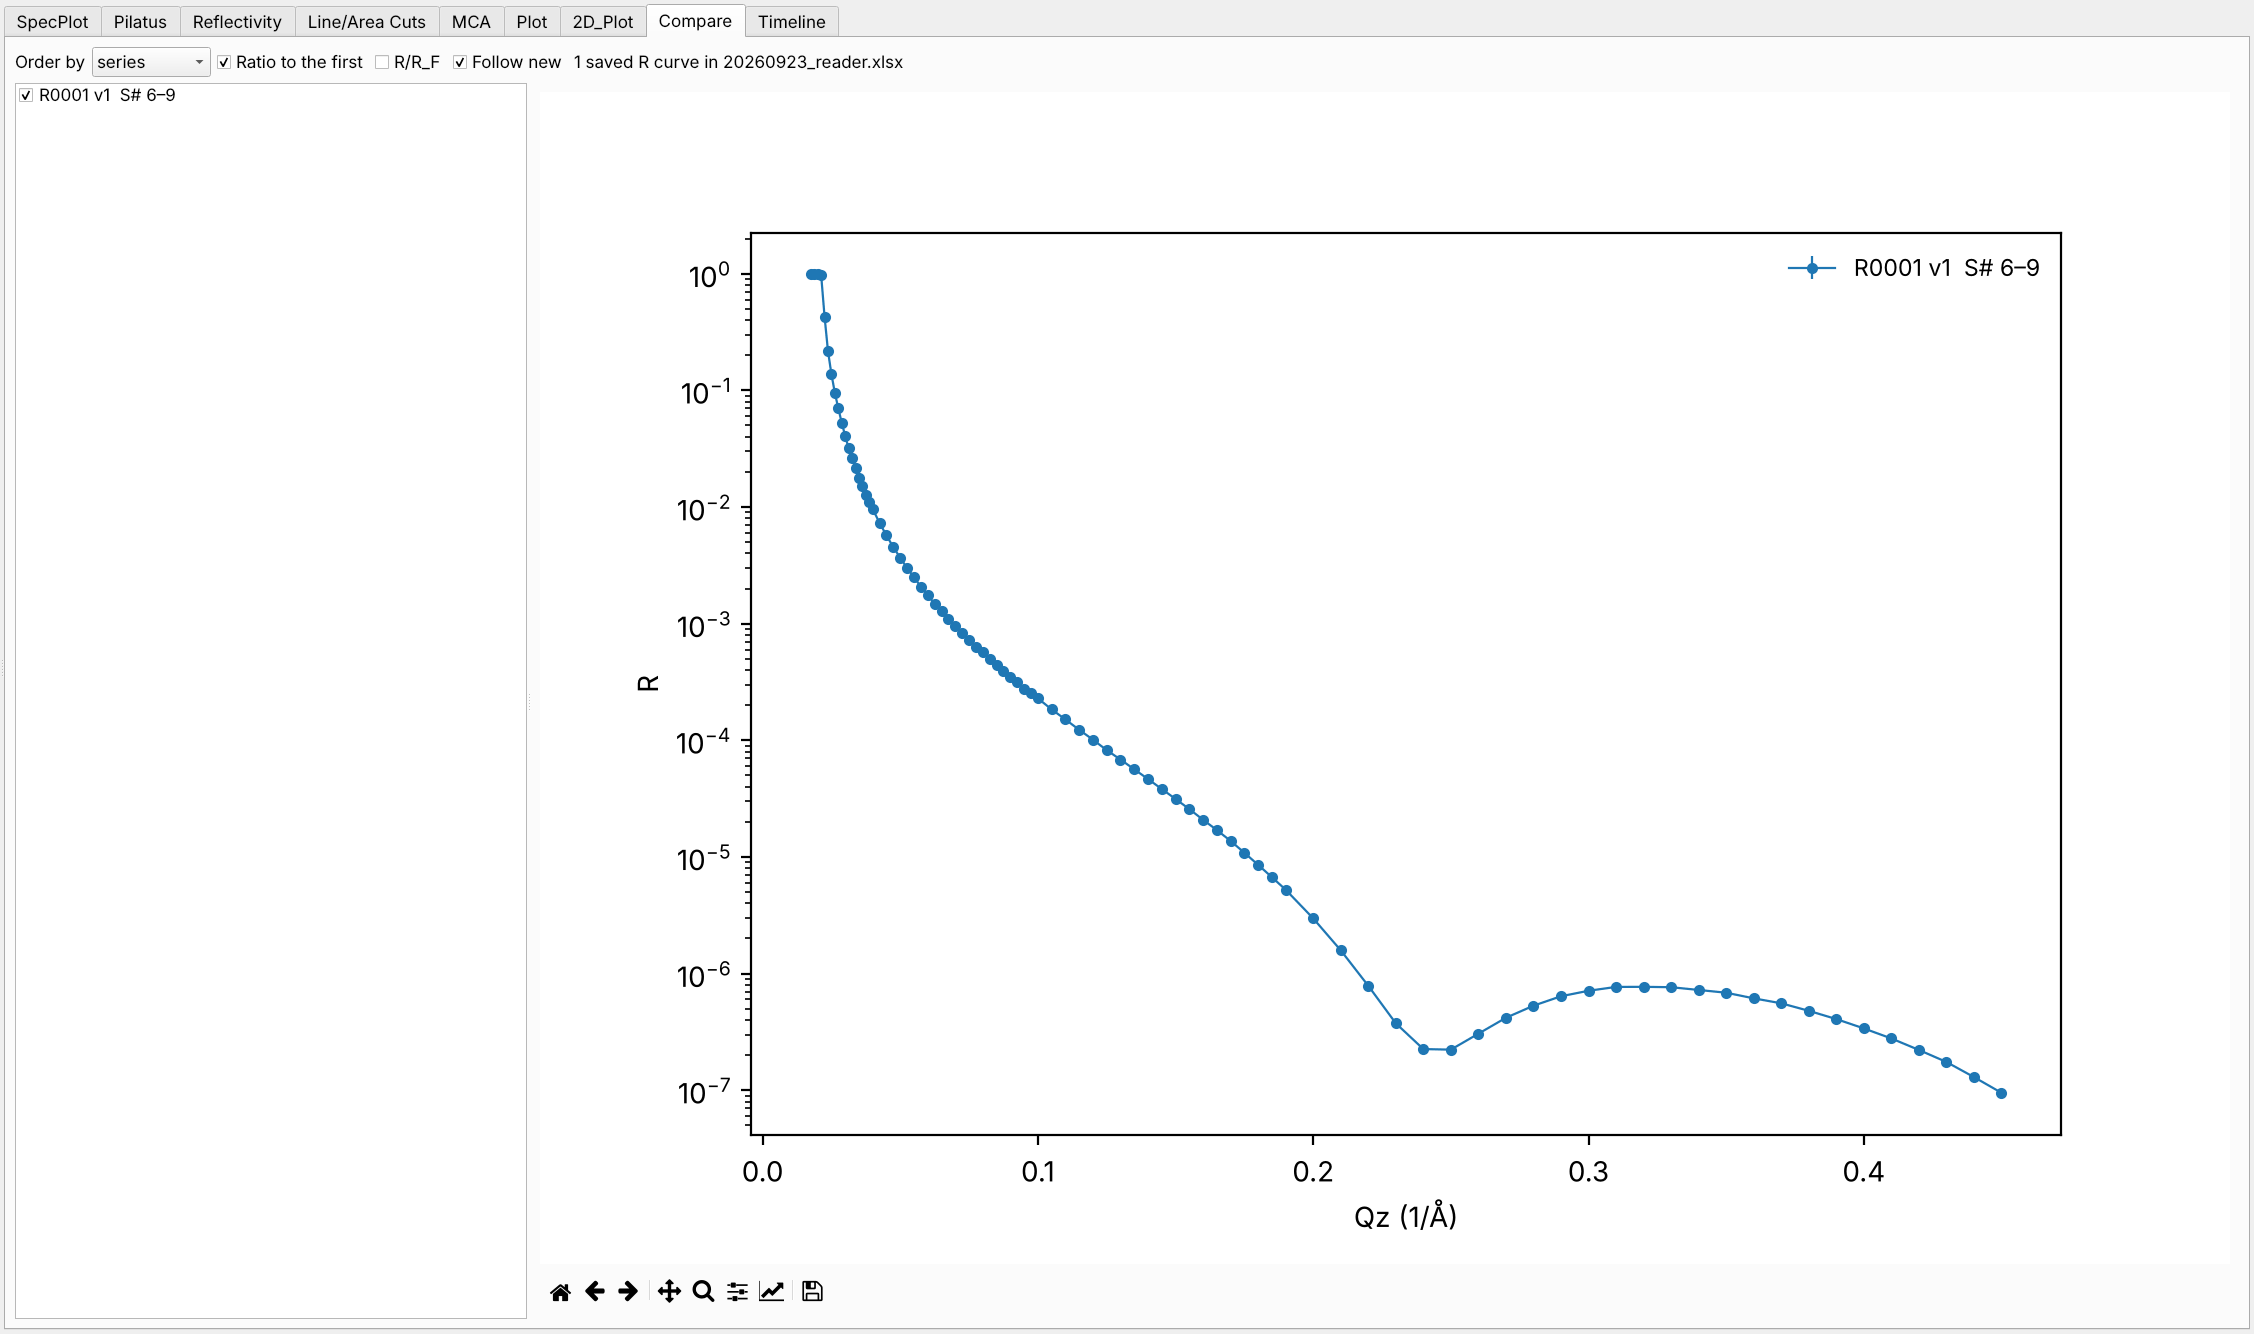 SpecPlot Pilatus Reflectivity Line/Area Cuts MCA Plot 2D_Plot Compare Timeline
Order by series Ratio to the first R/R_F Follow new 1 saved R curve in 20260923_reader.xlsx
R0001 v1 S# 6–9
R0001 v1 S# 6–9
10⁰
10⁻¹
10⁻²
10⁻³
10⁻⁴
10⁻⁵
10⁻⁶
10⁻⁷
R
0.0 0.1 0.2 0.3 0.4
Qz (1/Å)